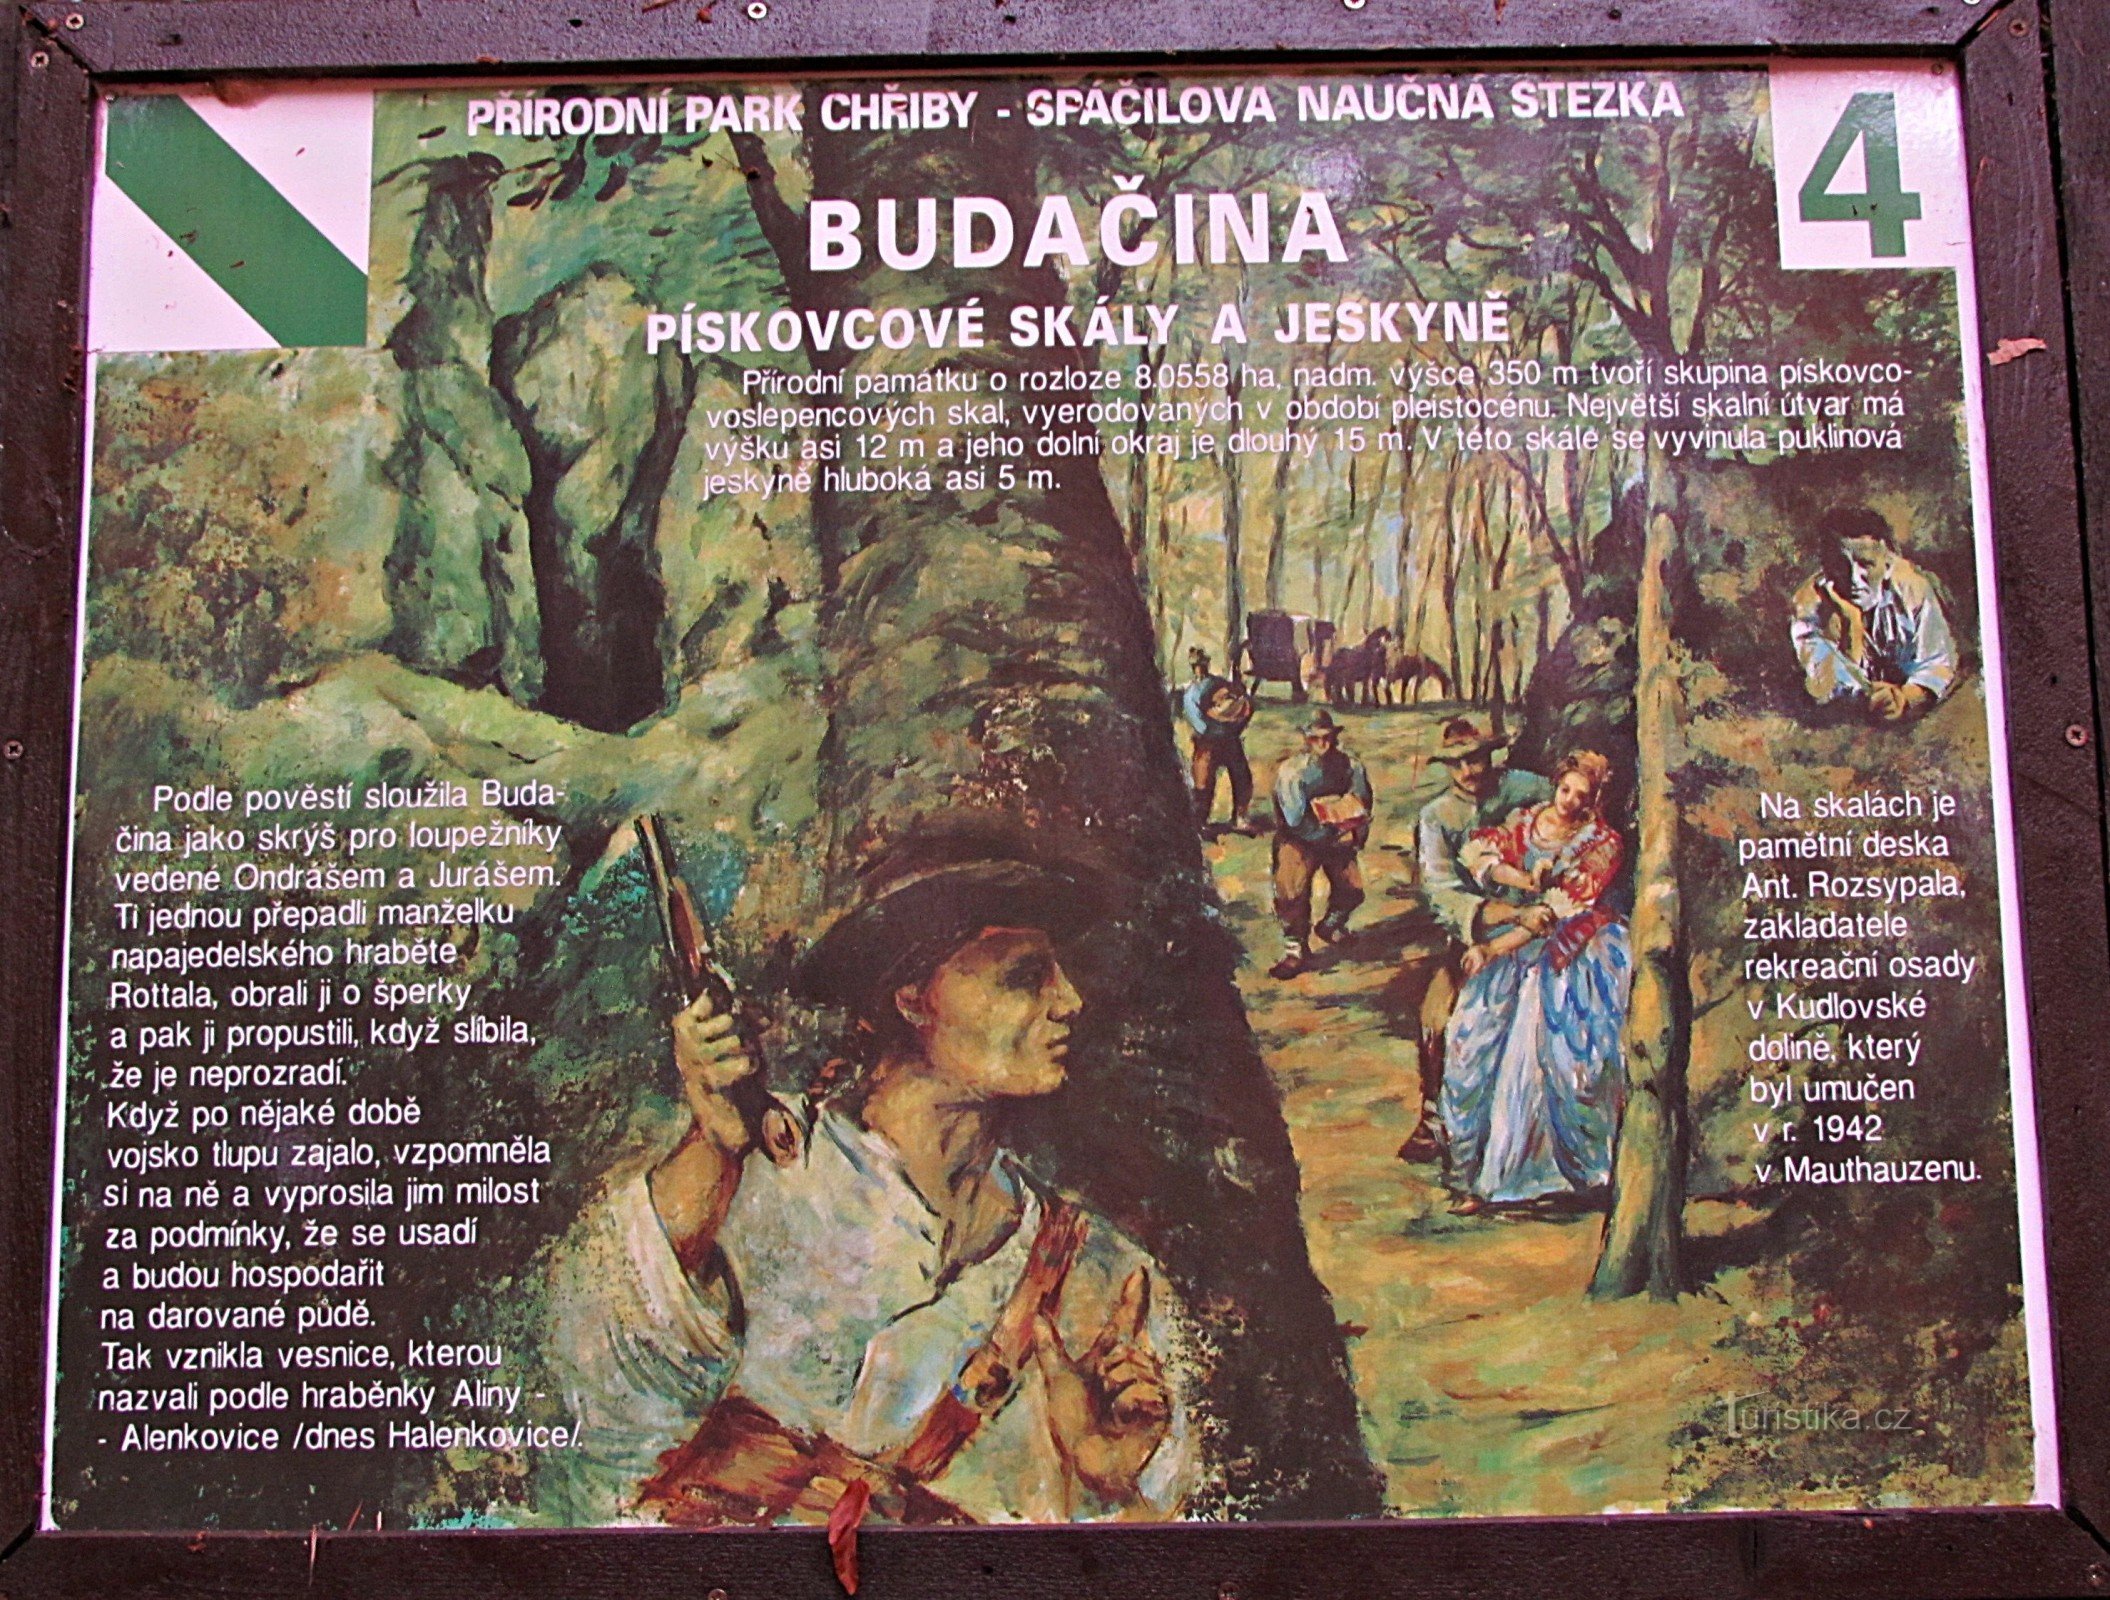 PŘÍRODNÍ PARK CHŘIBY - SPÁČILOVA NAUČNÁ STEZKA
4
BUDAČINA
PÍSKOVCOVÉ SKÁLY A JESKYNĚ
Přírodní památku o rozloze 8.0558 ha, nadm. výšce 350 m tvoří skupina pískovco-
voslepencových skal, vyerodovaných v období pleistocénu. Největší skalní útvar má
výšku asi 12 m a jeho dolní okraj je dlouhý 15 m. V této skále se vyvinula puklinová
jeskyně hluboká asi 5 m.
Podle pověstí sloužila Buda-
čina jako skrýš pro loupežníky
vedené Ondrášem a Jurášem.
Ti jednou přepadli manželku
napajedelského hraběte
Rottala, obrali ji o šperky
a pak ji propustili, když slíbila,
že je neprozradí.
Když po nějaké době
vojsko tlupu zajalo, vzpomněla
si na ně a vyprosila jim milost
za podmínky, že se usadí
a budou hospodařit
na darované půdě.
Tak vznikla vesnice, kterou
nazvali podle hraběnky Aliny -
- Alenkovice /dnes Halenkovice/.
Na skalách je
pamětní deska
Ant. Rozsypala,
zakladatele
rekreační osady
v Kudlovské
dolině, který
byl umučen
v r. 1942
v Mauthauzenu.
Turistika.cz